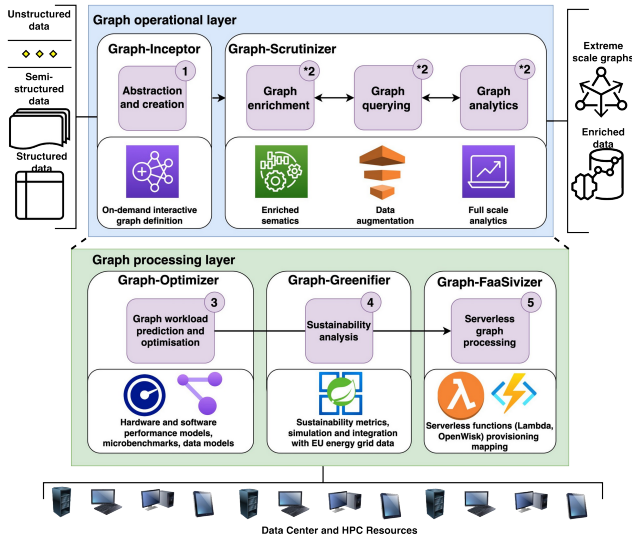 Unstructured
data
Semi-
structured
data
Structured
data
Graph operational layer
Graph-Inceptor
1
Abstraction
and creation
On-demand interactive
graph definition
Graph-Scrutinizer
*2
Graph
enrichment
*2
Graph
querying
*2
Graph
analytics
Enriched
sematics
Data
augmentation
Full scale
analytics
Extreme
scale graphs
Enriched
data
Graph processing layer
Graph-Optimizer
3
Graph workload
prediction and
optimisation
Hardware and software
performance models,
microbenchmarks, data models
Graph-Greenifier
4
Sustainability
analysis
Sustainability metrics,
simulation and integration
with EU energy grid data
Graph-FaaSivizer
5
Serverless
graph
processing
Serverless functions (Lambda,
OpenWisk) provisioning
mapping
Data Center and HPC Resources